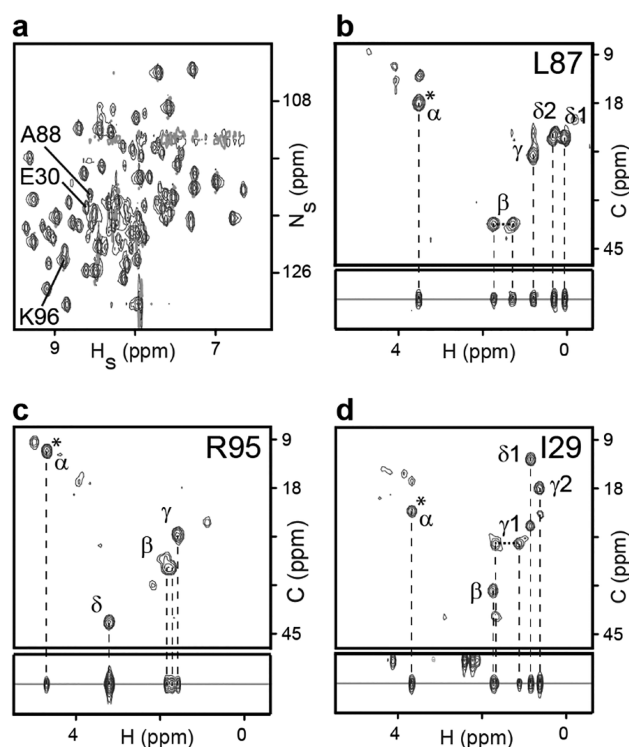 a
A88
E30
K96
108
126
N_S (ppm)
9
7
H_S (ppm)
b
L87
* α
β
γ
δ2
δ1
9
18
45
C (ppm)
4
0
H (ppm)
c
R95
* α
δ
β
γ
9
18
45
C (ppm)
4
0
H (ppm)
d
I29
* α
β
γ1
δ1
γ2
9
18
45
C (ppm)
4
0
H (ppm)